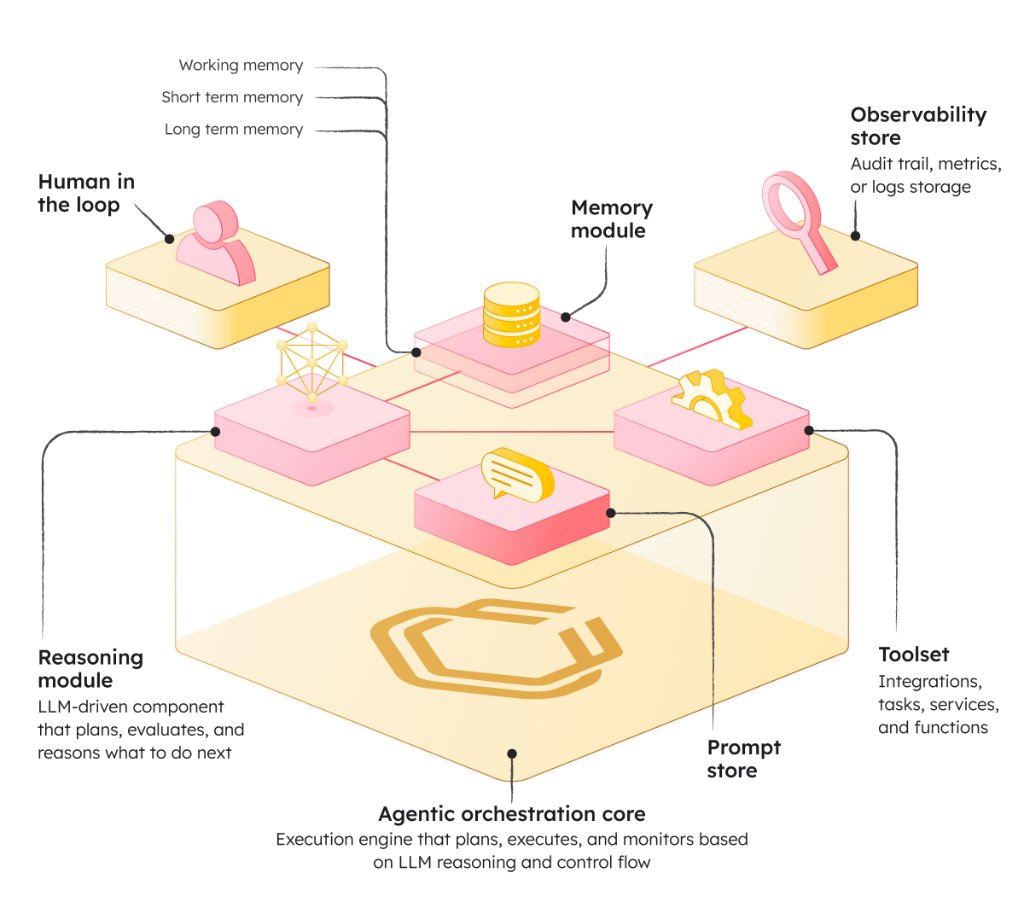 Working memory
Short term memory
Long term memory
Human in
the loop
Memory
module
Observability
store
Audit trail, metrics,
or logs storage
Reasoning
module
LLM-driven component
that plans, evaluates, and
reasons what to do next
Toolset
Integrations,
tasks, services,
and functions
Prompt
store
Agentic orchestration core
Execution engine that plans, executes, and monitors based
on LLM reasoning and control flow